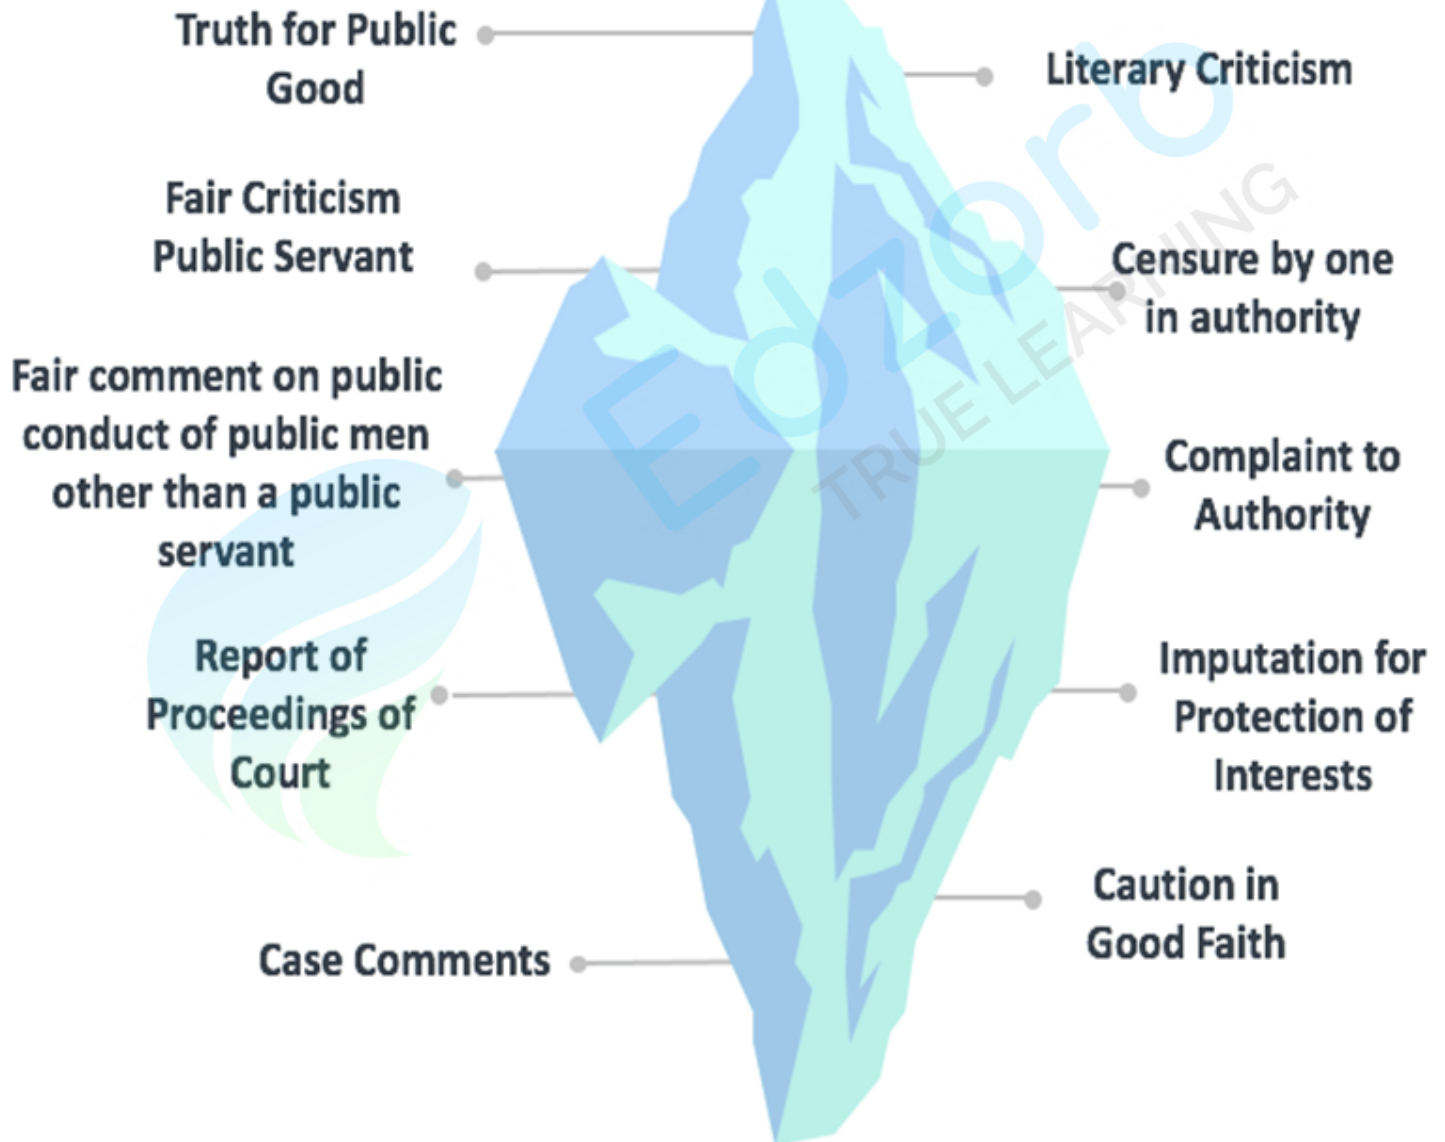 Truth for Public
Good
Fair Criticism
Public Servant
Fair comment on public
conduct of public men
other than a public
servant
Report of
Proceedings of
Court
Case Comments
Literary Criticism
Censure by one
in authority
Complaint to
Authority
Imputation for
Protection of
Interests
Caution in
Good Faith
Edzorb
TRUE LEARNING